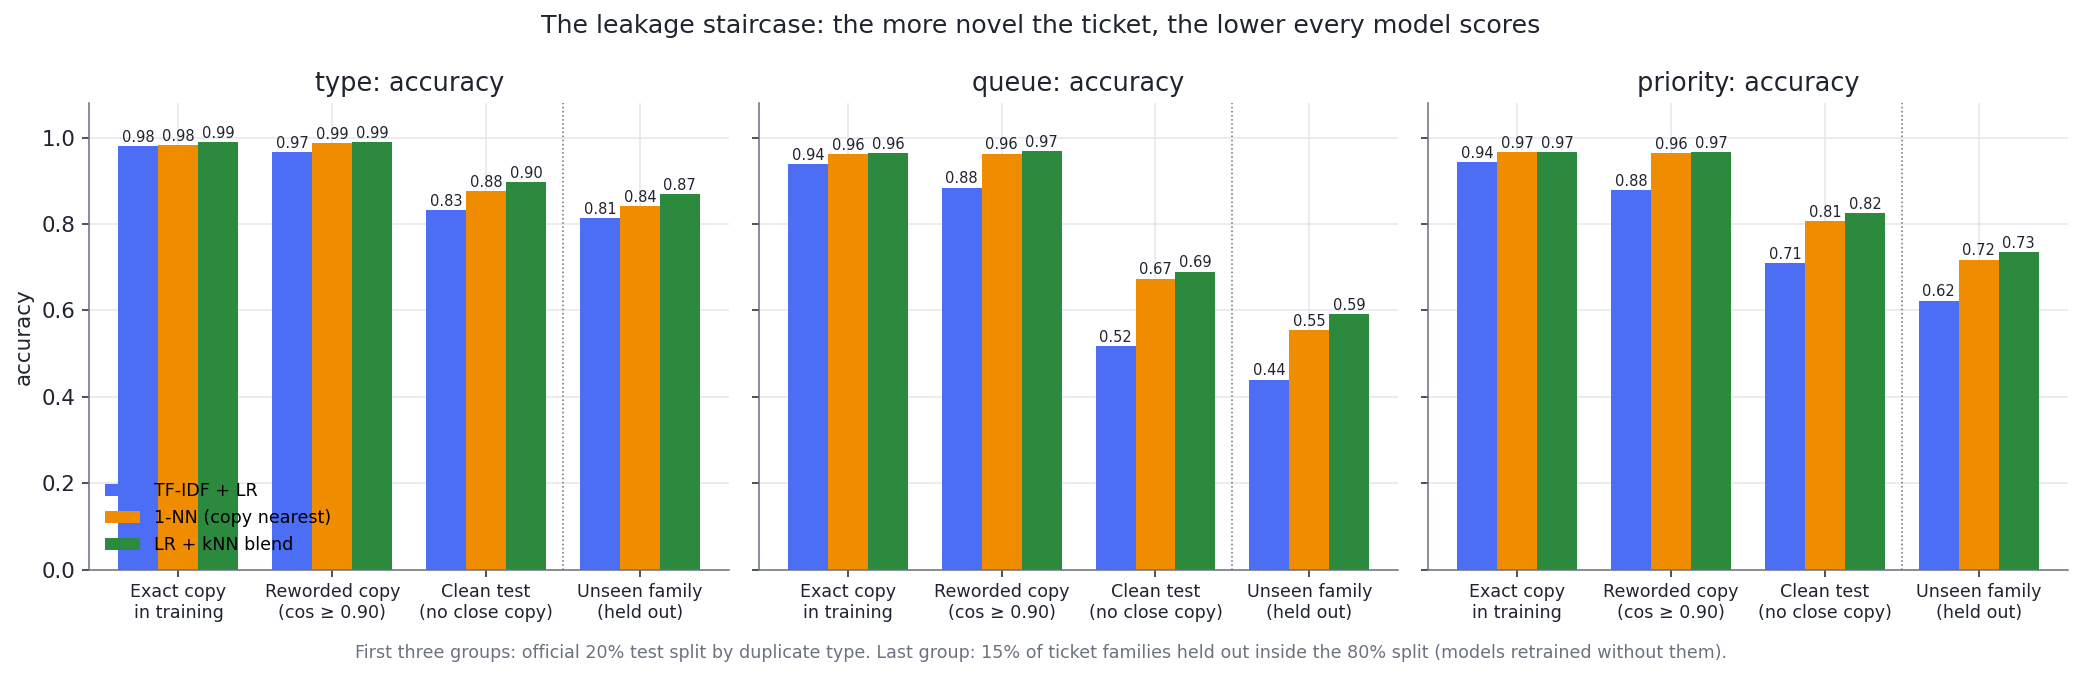 The leakage staircase: the more novel the ticket, the lower every model scores
type: accuracy
accuracy
1.0
0.8
0.6
0.4
0.2
0.0
0.98 0.98 0.99
0.97 0.99 0.99
0.83 0.88 0.90
0.81 0.84 0.87
TF-IDF + LR
1-NN (copy nearest)
LR + kNN blend
Exact copy
in training
Reworded copy
(cos ≥ 0.90)
Clean test
(no close copy)
Unseen family
(held out)
queue: accuracy
0.94 0.96 0.96
0.88 0.96 0.97
0.52 0.67 0.69
0.44 0.55 0.59
Exact copy
in training
Reworded copy
(cos ≥ 0.90)
Clean test
(no close copy)
Unseen family
(held out)
priority: accuracy
0.94 0.97 0.97
0.88 0.96 0.97
0.71 0.81 0.82
0.62 0.72 0.73
Exact copy
in training
Reworded copy
(cos ≥ 0.90)
Clean test
(no close copy)
Unseen family
(held out)
First three groups: official 20% test split by duplicate type. Last group: 15% of ticket families held out inside the 80% split (models retrained without them).